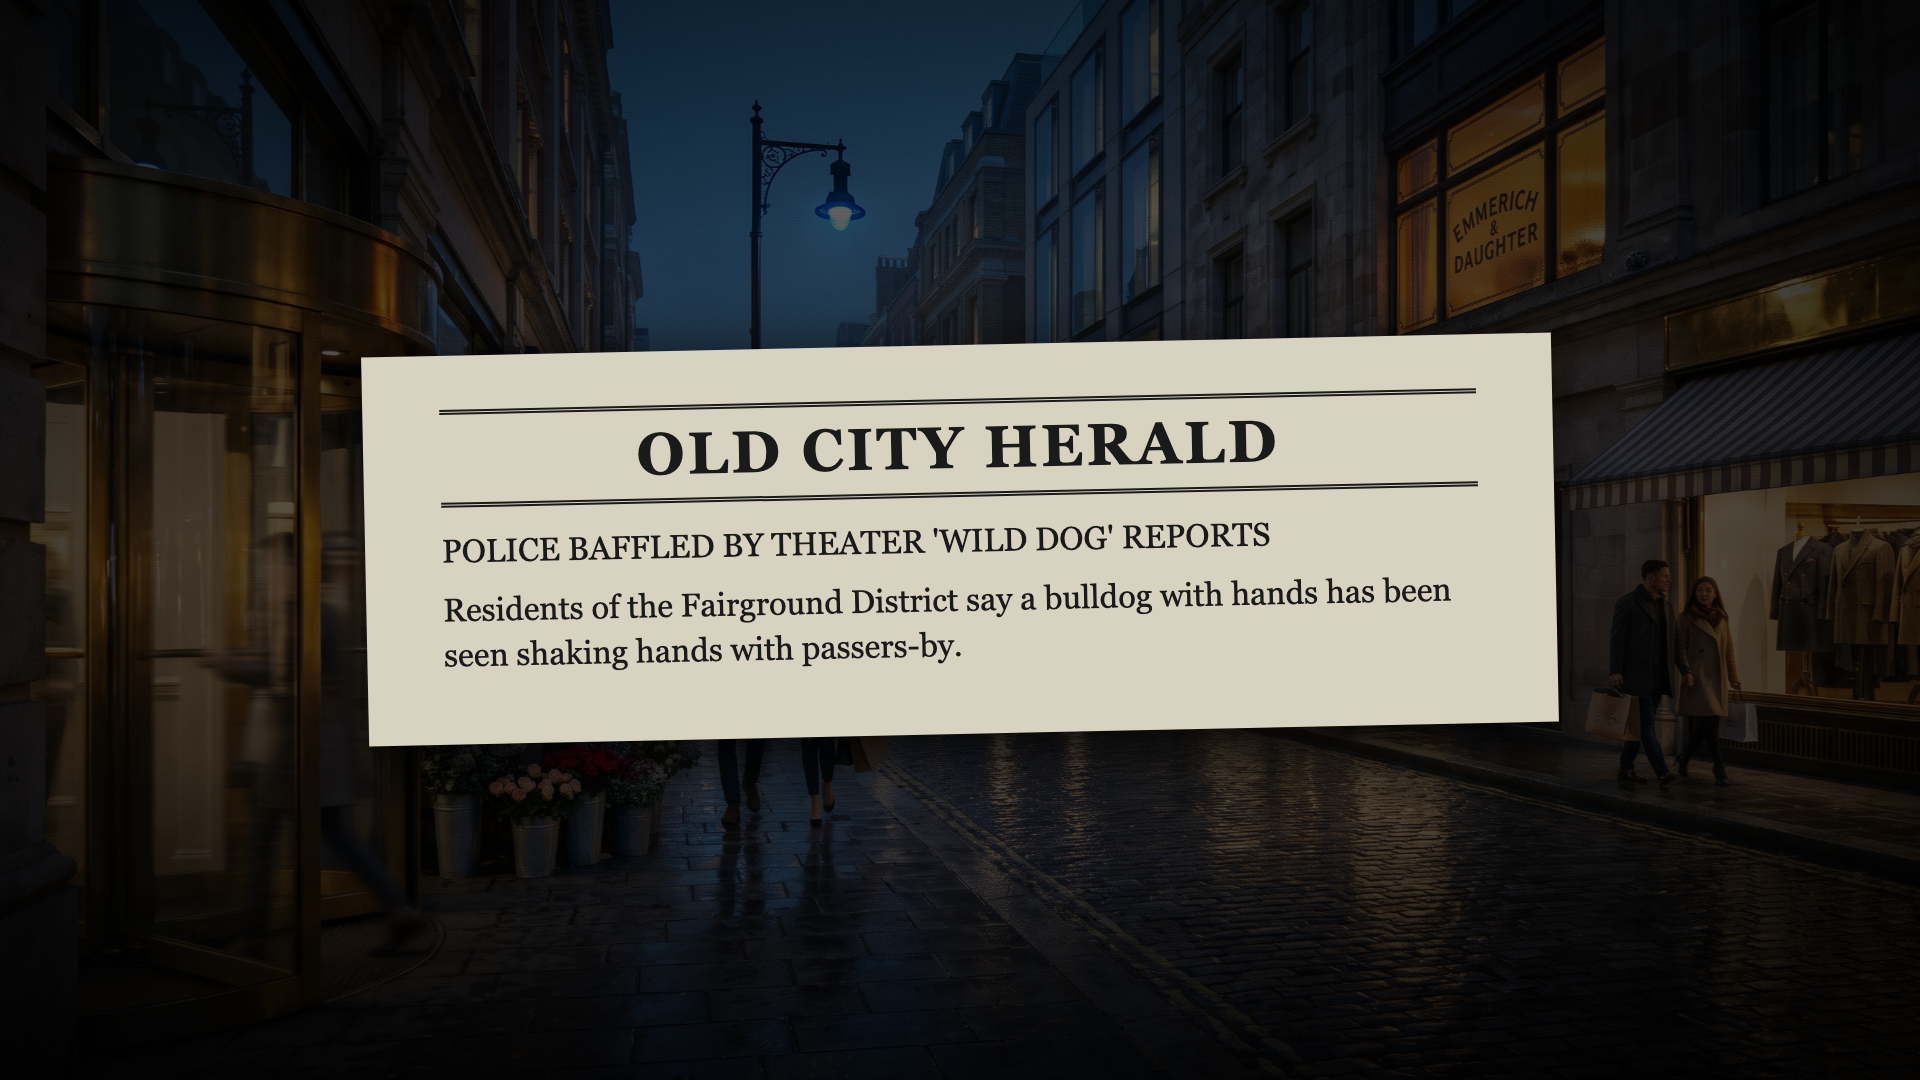 EMMERICH
&
DAUGHTER
OLD CITY HERALD
POLICE BAFFLED BY THEATER 'WILD DOG' REPORTS
Residents of the Fairground District say a bulldog with hands has been
seen shaking hands with passers-by.